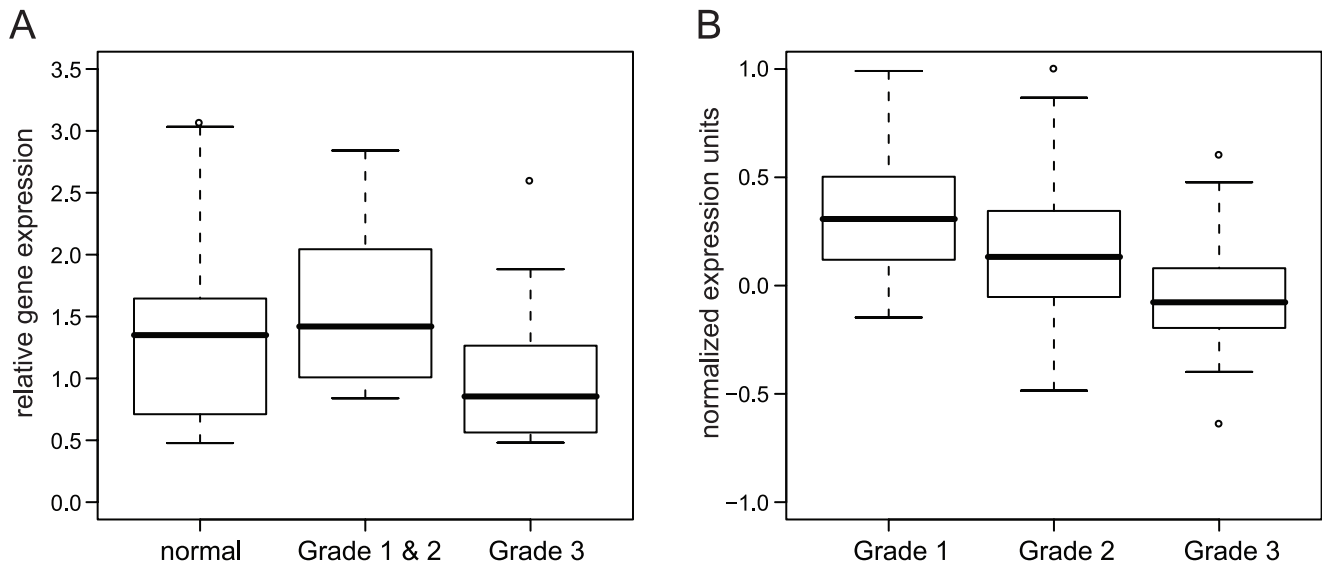 A
relative gene expression
3.5
3.0
2.5
2.0
1.5
1.0
0.5
0.0
normal Grade 1 & 2 Grade 3
B
normalized expression units
1.0
0.5
0.0
−0.5
−1.0
Grade 1 Grade 2 Grade 3